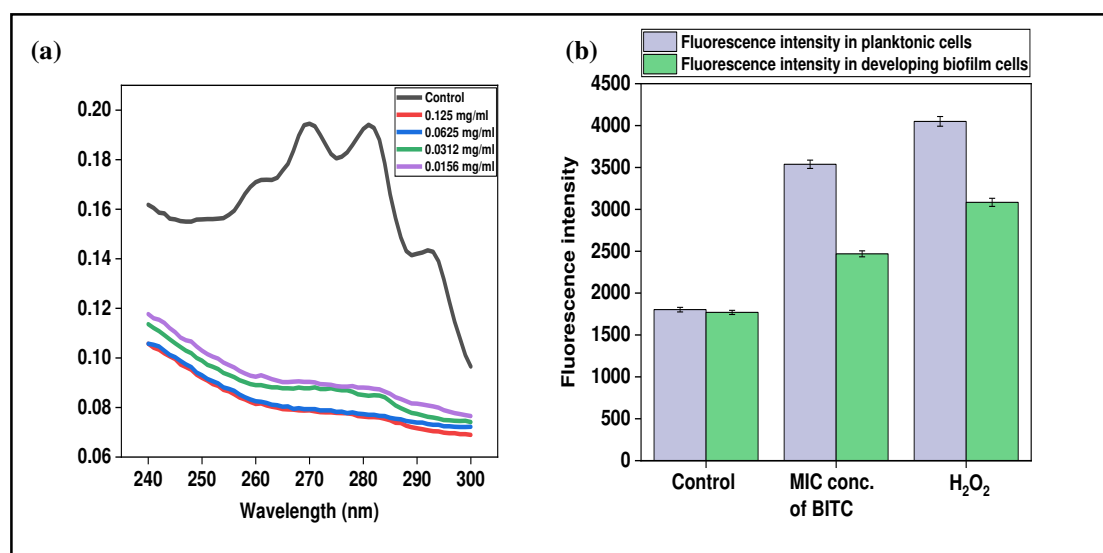 (a)
Control
0.125 mg/ml
0.0625 mg/ml
0.0312 mg/ml
0.0156 mg/ml
0.20
0.18
0.16
0.14
0.12
0.10
0.08
0.06
240 250 260 270 280 290 300
Wavelength (nm)
(b)
Fluorescence intensity in planktonic cells
Fluorescence intensity in developing biofilm cells
Fluorescence intensity
4500
4000
3500
3000
2500
2000
1500
1000
500
0
Control MIC conc. H₂O₂
of BITC